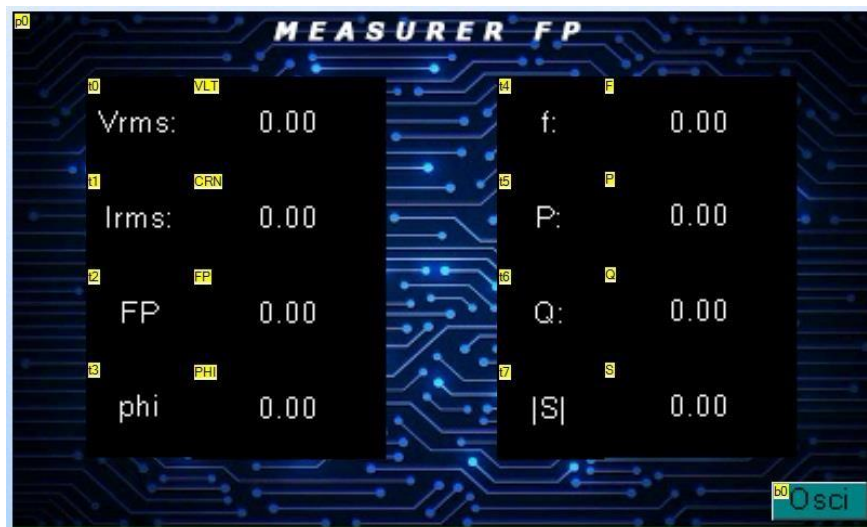 p0
MEASURER FP
t0 VLT
Vrms: 0.00
t1 CRN
Irms: 0.00
t2 FP
FP 0.00
t3 PHI
phi 0.00
t4 F
f: 0.00
t5 P
P: 0.00
t6 Q
Q: 0.00
t7 S
|S| 0.00
b0
Osci